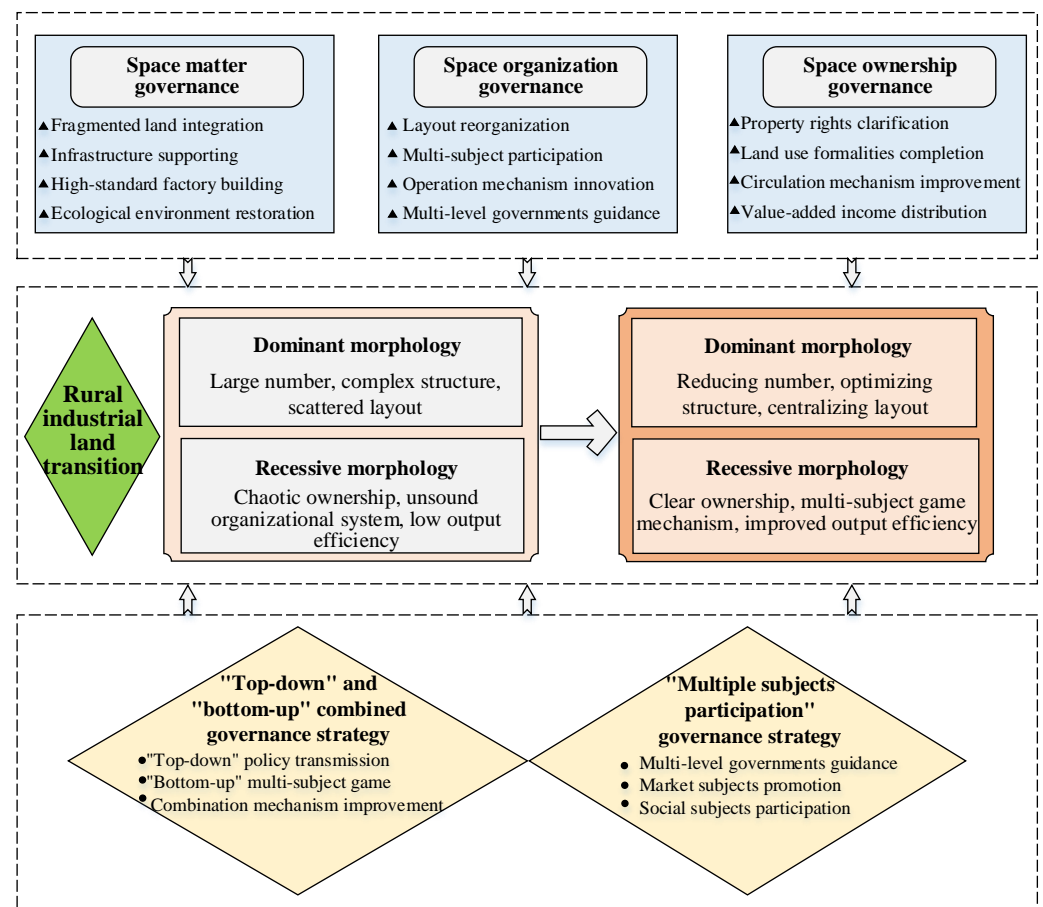 Space matter
governance
▲Fragmented land integration
▲Infrastructure supporting
▲High-standard factory building
▲Ecological environment restoration
Space organization
governance
▲ Layout reorganization
▲ Multi-subject participation
▲ Operation mechanism innovation
▲ Multi-level governments guidance
Space ownership
governance
▲Property rights clarification
▲Land use formalities completion
▲Circulation mechanism improvement
▲Value-added income distribution
Rural
industrial
land
transition
Dominant morphology
Large number, complex structure,
scattered layout
Recessive morphology
Chaotic ownership, unsound
organizational system, low output
efficiency
Dominant morphology
Reducing number, optimizing
structure, centralizing layout
Recessive morphology
Clear ownership, multi-subject game
mechanism, improved output efficiency
"Top-down" and
"bottom-up" combined
governance strategy
●"Top-down" policy transmission
●"Bottom-up" multi-subject game
● Combination mechanism improvement
"Multiple subjects
participation"
governance strategy
● Multi-level governments guidance
● Market subjects promotion
● Social subjects participation